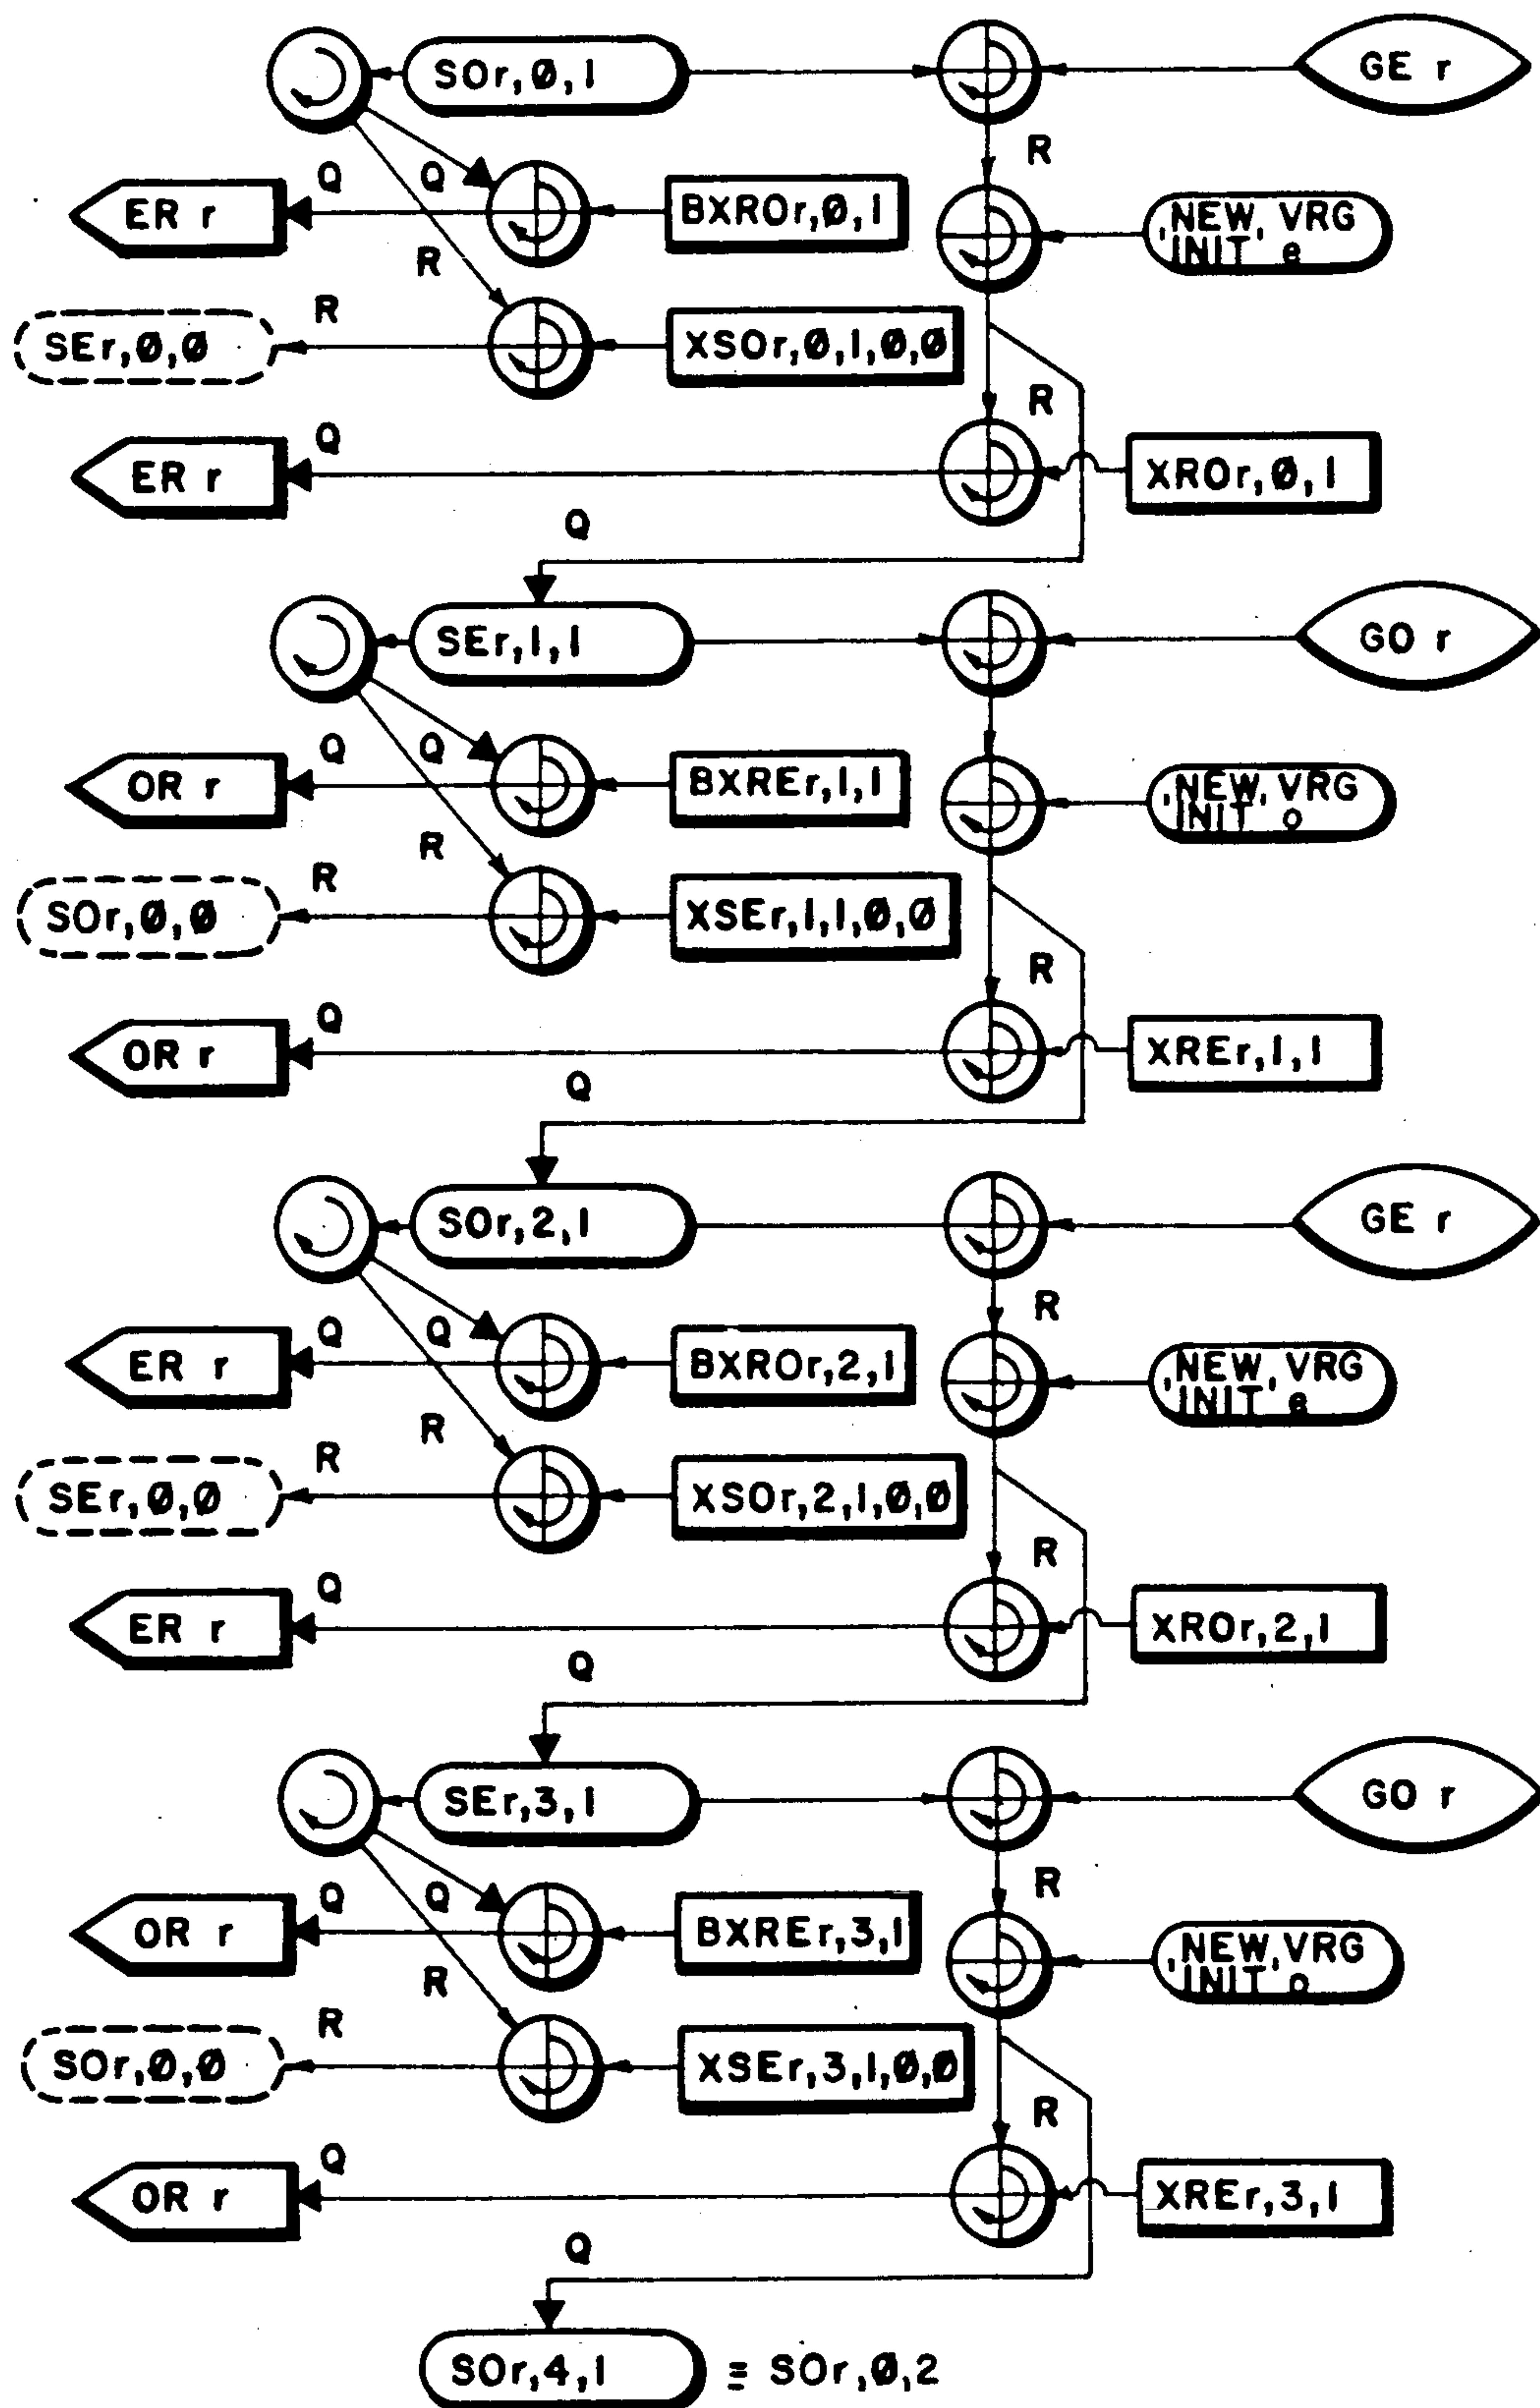 SOr,Ø,1
GE r
R
ER r
Q
Q
BXROr,Ø,1
NEW, VRG
INIT e
R
SEr,Ø,Ø
R
XSOr,Ø,1,Ø,Ø
R
ER r
Q
XROr,Ø,1
Q
SEr,1,1
GO r
OR r
Q
Q
BXREr,1,1
NEW, VRG
INIT o
R
SOr,Ø,Ø
R
XSEr,1,1,Ø,Ø
R
OR r
Q
XREr,1,1
Q
SOr,2,1
GE r
R
ER r
Q
Q
BXROr,2,1
NEW, VRG
INIT e
R
SEr,Ø,Ø
R
XSOr,2,1,Ø,Ø
R
ER r
Q
XROr,2,1
Q
SEr,3,1
GO r
R
OR r
Q
Q
BXREr,3,1
NEW, VRG
INIT o
R
SOr,Ø,Ø
R
XSEr,3,1,Ø,Ø
R
OR r
Q
XREr,3,1
Q
SOr,4,1 ≡ SOr,Ø,2